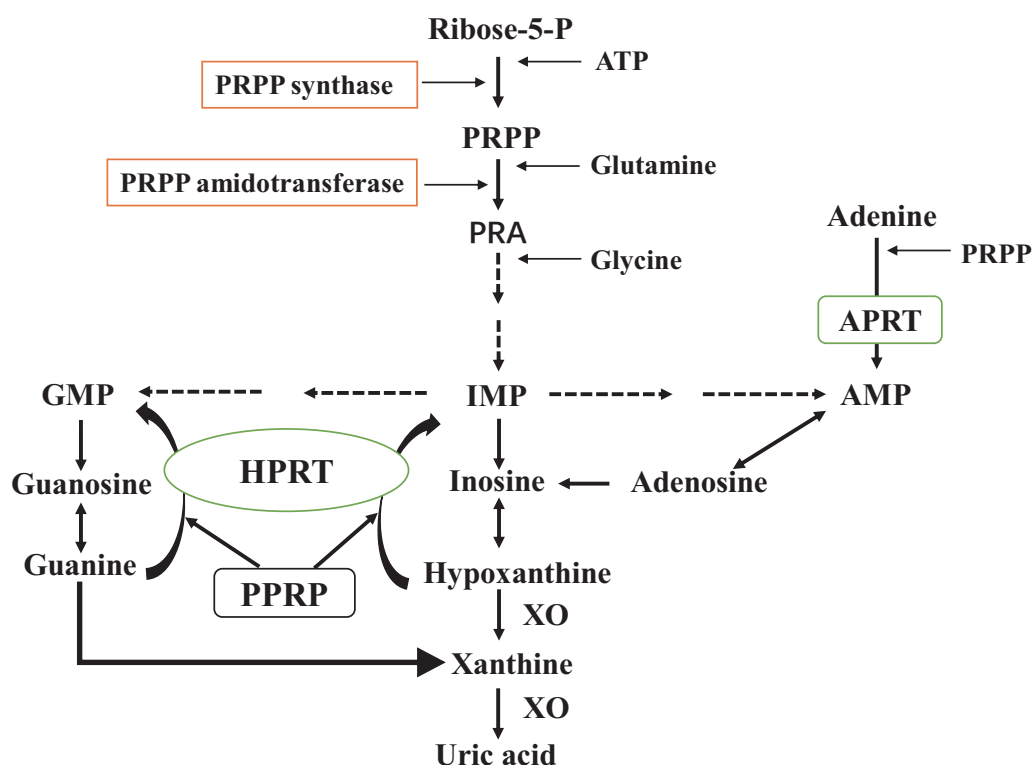 Ribose-5-P
ATP
PRPP synthase
PRPP
Glutamine
PRPP amidotransferase
PRA
Adenine
Glycine
PRPP
APRT
GMP
IMP
AMP
HPRT
Guanosine
Inosine
Adenosine
Guanine
PPRP
Hypoxanthine
XO
Xanthine
XO
Uric acid